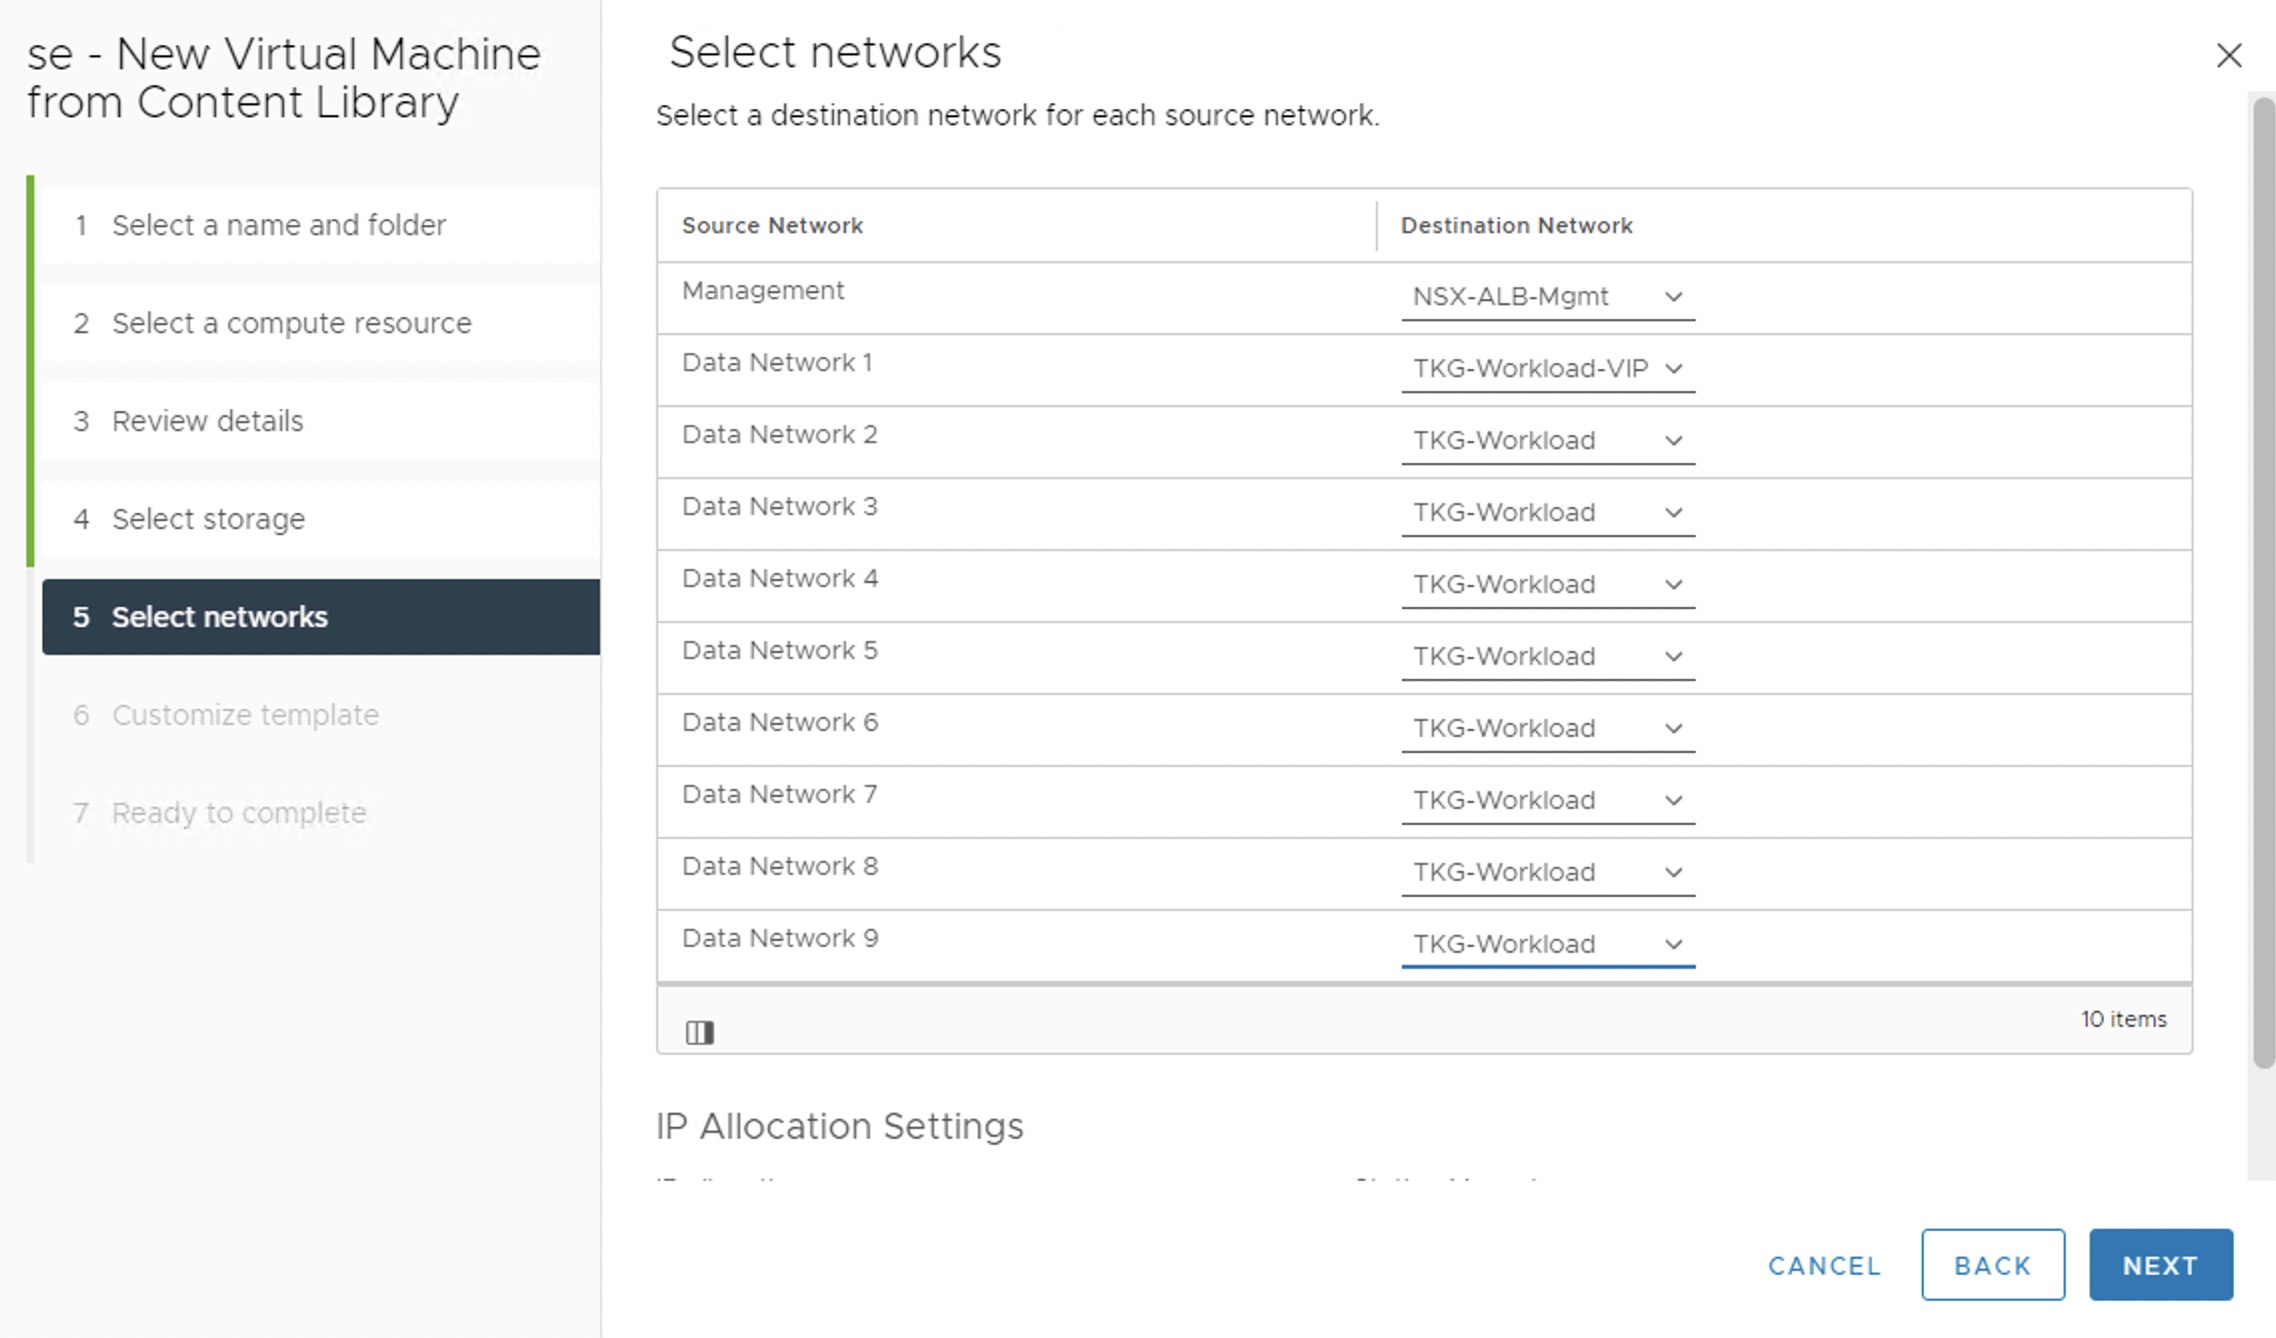 se - New Virtual Machine
from Content Library
1 Select a name and folder
2 Select a compute resource
3 Review details
4 Select storage
5 Select networks
6 Customize template
7 Ready to complete
Select networks
Select a destination network for each source network.
Source Network Destination Network
Management NSX-ALB-Mgmt
Data Network 1 TKG-Workload-VIP
Data Network 2 TKG-Workload
Data Network 3 TKG-Workload
Data Network 4 TKG-Workload
Data Network 5 TKG-Workload
Data Network 6 TKG-Workload
Data Network 7 TKG-Workload
Data Network 8 TKG-Workload
Data Network 9 TKG-Workload
10 items
IP Allocation Settings
CANCEL BACK NEXT